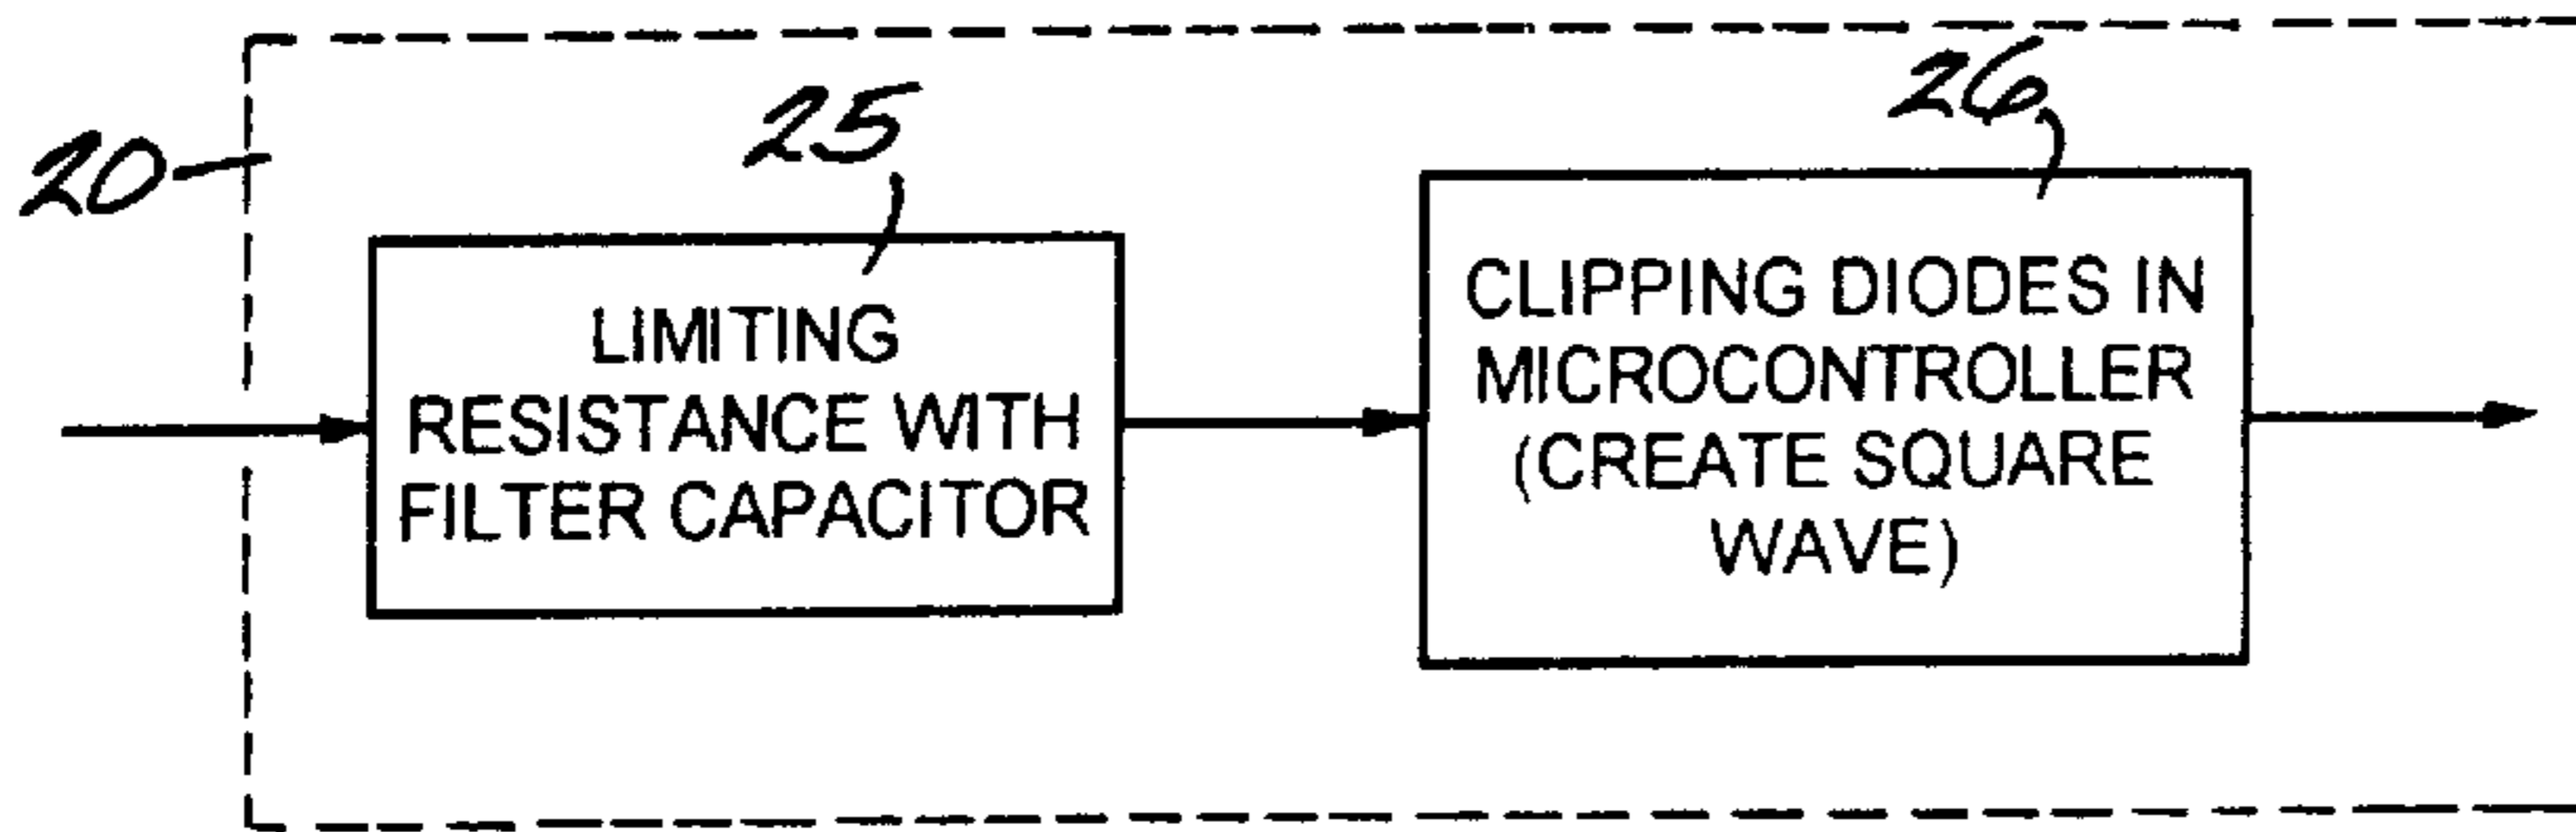 20
25
26
LIMITING
RESISTANCE WITH
FILTER CAPACITOR
CLIPPING DIODES IN
MICROCONTROLLER
(CREATE SQUARE
WAVE)